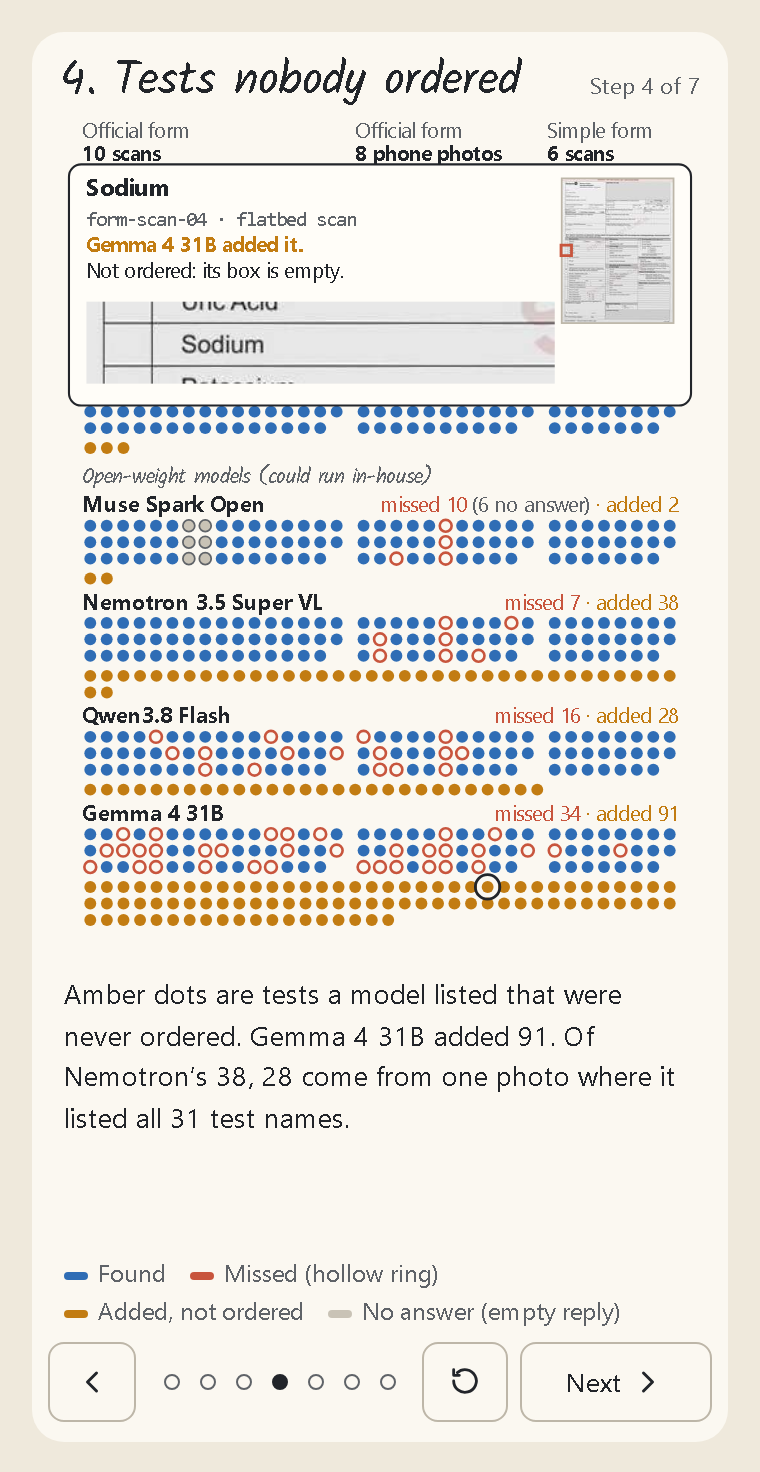 4. Tests nobody ordered
Step 4 of 7
Official form
10 scans
Official form
8 phone photos
Simple form
6 scans
Sodium
form-scan-04 · flatbed scan
Gemma 4 31B added it.
Not ordered: its box is empty.
Uric Acid
Sodium
Potassium
Open-weight models (could run in-house)
Muse Spark Open
missed 10 (6 no answer) · added 2
Nemotron 3.5 Super VL
missed 7 · added 38
Qwen3.8 Flash
missed 16 · added 28
Gemma 4 31B
missed 34 · added 91
Amber dots are tests a model listed that were
never ordered. Gemma 4 31B added 91. Of
Nemotron's 38, 28 come from one photo where it
listed all 31 test names.
Found
Missed (hollow ring)
Added, not ordered
No answer (empty reply)
Next